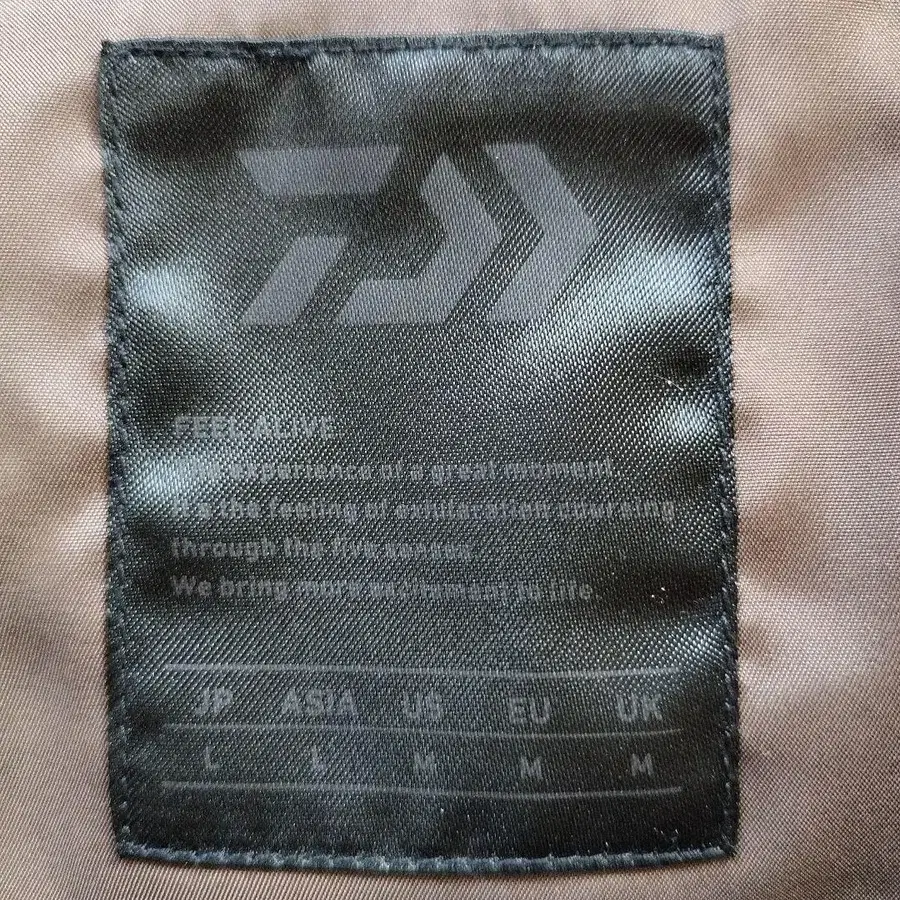 FEEL ALIVE
The experience of a great moment.
It's the feeling of exhilaration coursing
through the five senses.
We bring more excitement to life.
JP ASIA US EU UK
L L M M M